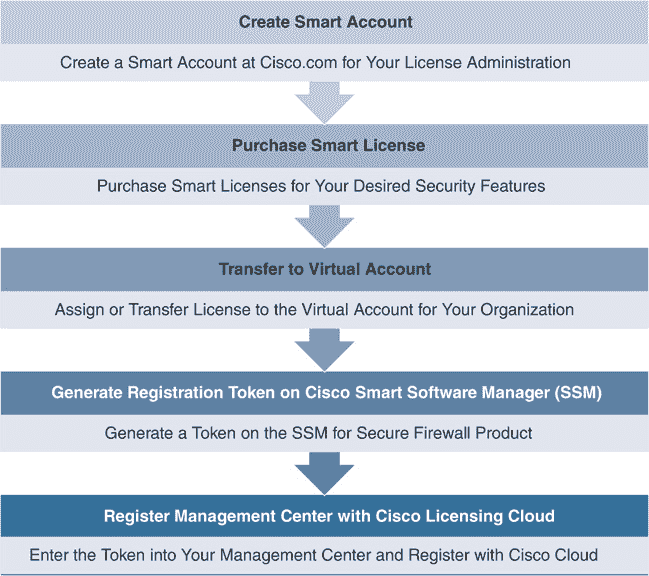 Create Smart Account
Create a Smart Account at Cisco.com for Your License Administration
Purchase Smart License
Purchase Smart Licenses for Your Desired Security Features
Transfer to Virtual Account
Assign or Transfer License to the Virtual Account for Your Organization
Generate Registration Token on Cisco Smart Software Manager (SSM)
Generate a Token on the SSM for Secure Firewall Product
Register Management Center with Cisco Licensing Cloud
Enter the Token into Your Management Center and Register with Cisco Cloud